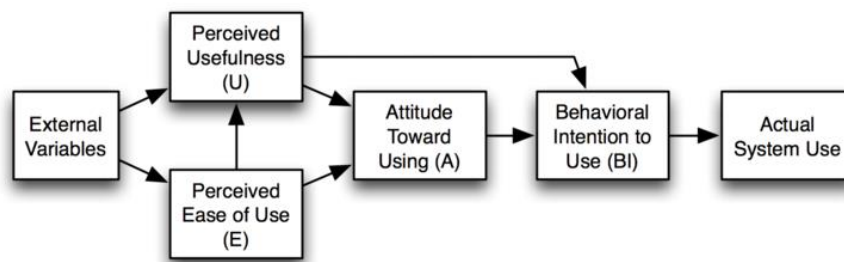 External
Variables
Perceived
Usefulness
(U)
Perceived
Ease of Use
(E)
Attitude
Toward
Using (A)
Behavioral
Intention to
Use (BI)
Actual
System Use